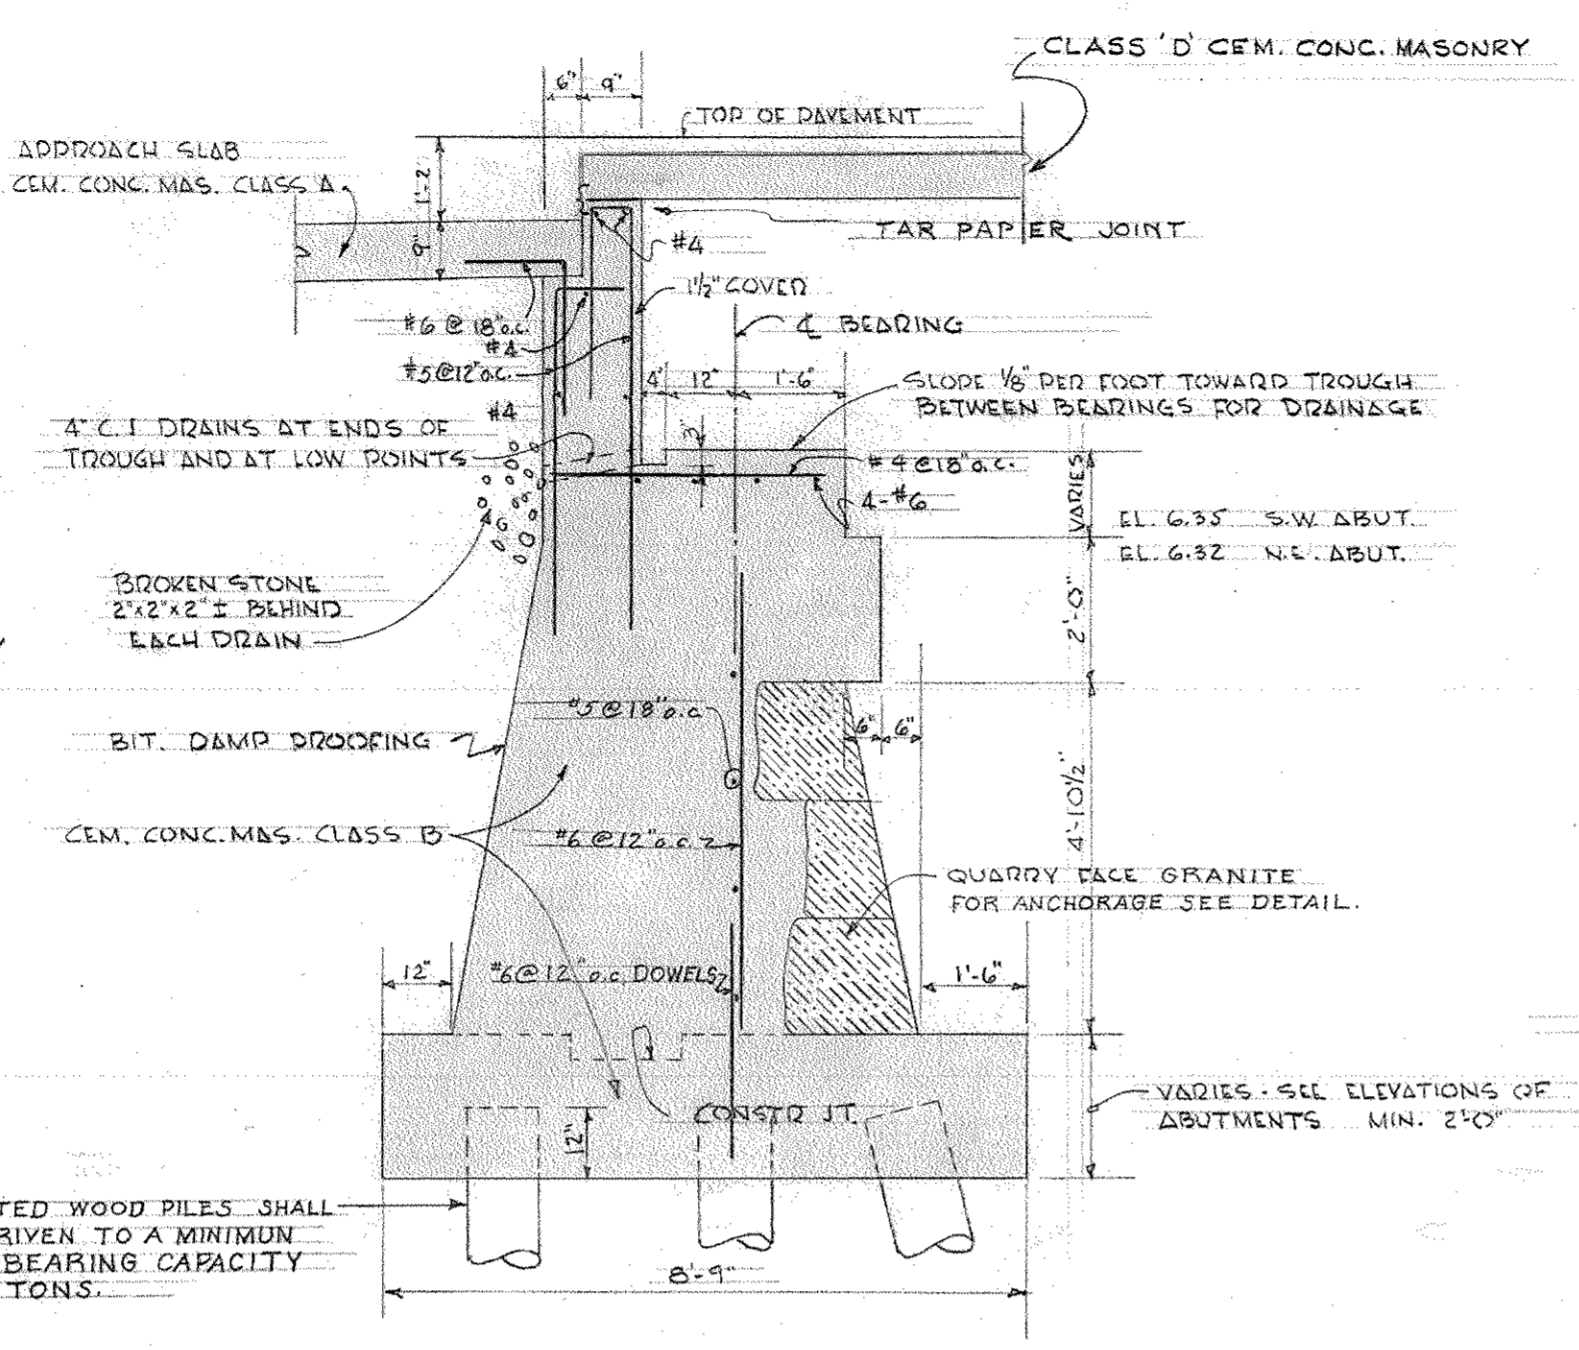 CLASS 'D' CEM. CONC. MASONRY
6" 9"
TOP OF PAVEMENT
APPROACH SLAB
CEM. CONC. MAS. CLASS A.
1'-2
9"
TAR PAPER JOINT
#4
1½" COVER
℄ BEARING
#6 @ 18" o.c.
#4
#5 @ 12" o.c.
4" 12" 1'-6"
SLOPE ⅛" PER FOOT TOWARD TROUGH
BETWEEN BEARINGS FOR DRAINAGE
#4
4" C.I. DRAINS AT ENDS OF
TROUGH AND AT LOW POINTS
3"
#4 @ 18" o.c.
4-#6
VARIES
EL. 6.35 S.W. ABUT.
EL. 6.32 N.E. ABUT.
BROKEN STONE
2"x2"x2"± BEHIND
EACH DRAIN
2'-0"
#5 @ 18" o.c.
6" 6"
BIT. DAMP PROOFING
4'-10½"
CEM. CONC. MAS. CLASS B
#6 @ 12" o.c.
QUARRY FACE GRANITE
FOR ANCHORAGE SEE DETAIL.
12"
#6 @ 12" o.c. DOWELS
1'-6"
CONSTR JT.
12"
VARIES - SEE ELEVATIONS OF
ABUTMENTS MIN. 2'-0"
TED WOOD PILES SHALL
RIVEN TO A MINIMUN
BEARING CAPACITY
TONS.
8'-9"